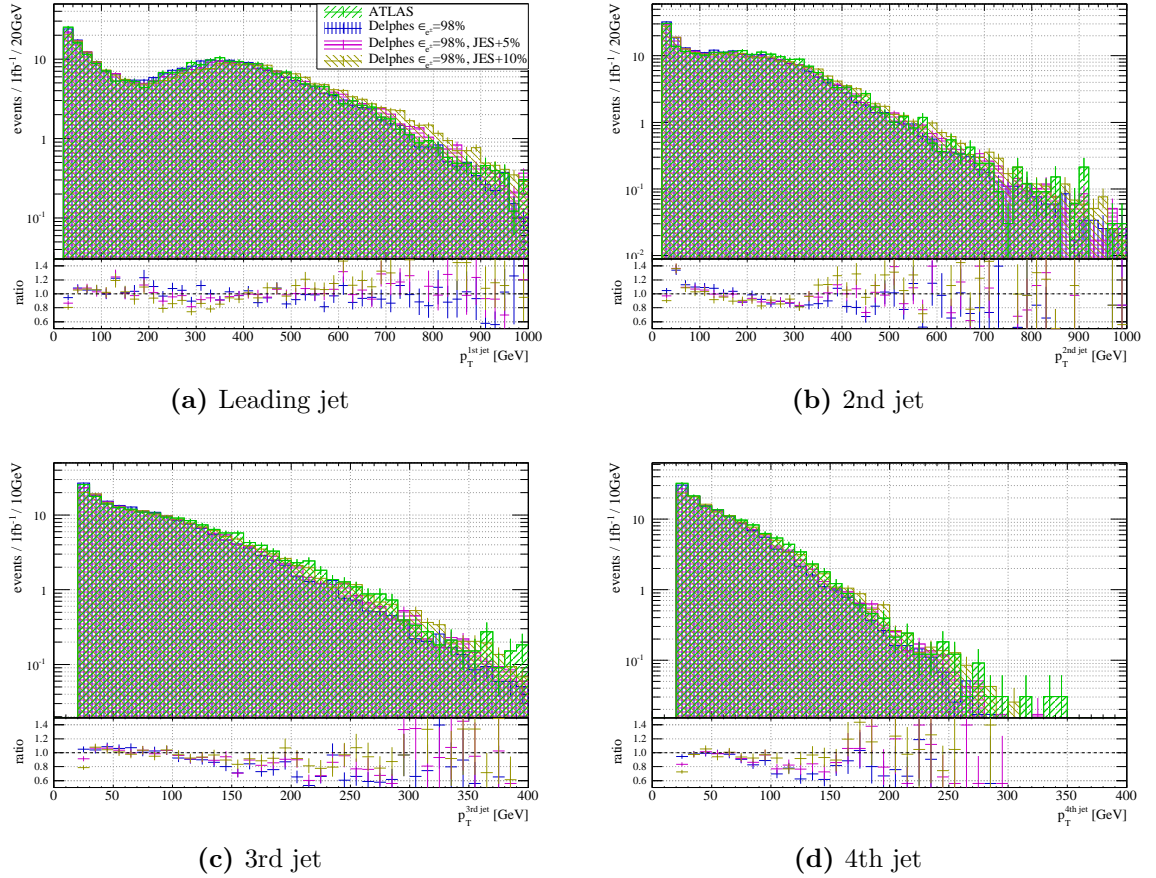 events / 1fb⁻¹ / 20GeV
10
1
10⁻¹
ATLAS
Delphes ϵ_e±=98%
Delphes ϵ_e±=98%, JES+5%
Delphes ϵ_e±=98%, JES+10%
ratio
1.4
1.2
1.0
0.8
0.6
0 100 200 300 400 500 600 700 800 900 1000
p_T^1st jet [GeV]
(a) Leading jet
events / 1fb⁻¹ / 20GeV
10
1
10⁻¹
10⁻²
ratio
1.4
1.2
1.0
0.8
0.6
0 100 200 300 400 500 600 700 800 900 1000
p_T^2nd jet [GeV]
(b) 2nd jet
events / 1fb⁻¹ / 10GeV
10
1
10⁻¹
ratio
1.4
1.2
1.0
0.8
0.6
0 50 100 150 200 250 300 350 400
p_T^3rd jet [GeV]
(c) 3rd jet
events / 1fb⁻¹ / 10GeV
10
1
10⁻¹
ratio
1.4
1.2
1.0
0.8
0.6
0 50 100 150 200 250 300 350 400
p_T^4th jet [GeV]
(d) 4th jet